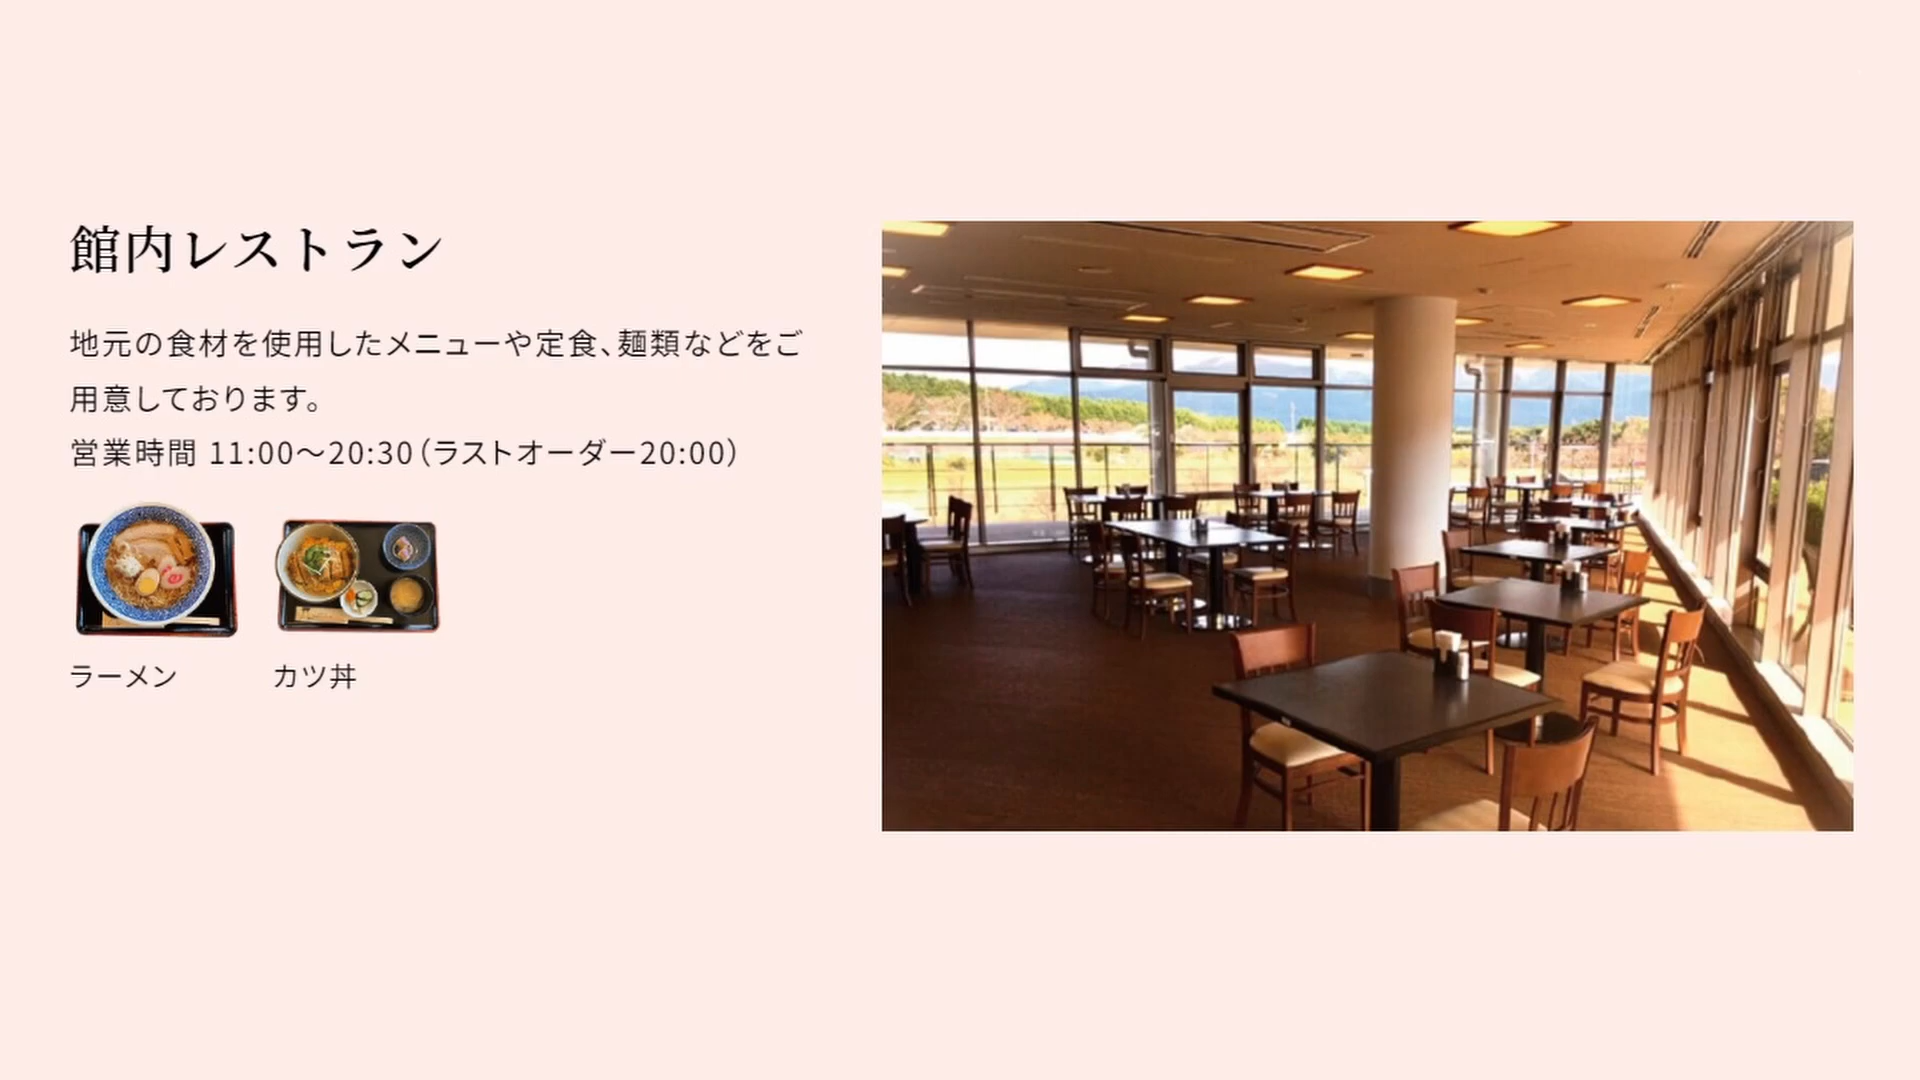 館内レストラン
地元の食材を使用したメニューや定食、麺類などをご
用意しております。
営業時間 11:00～20:30（ラストオーダー20:00）
ラーメン
カツ丼